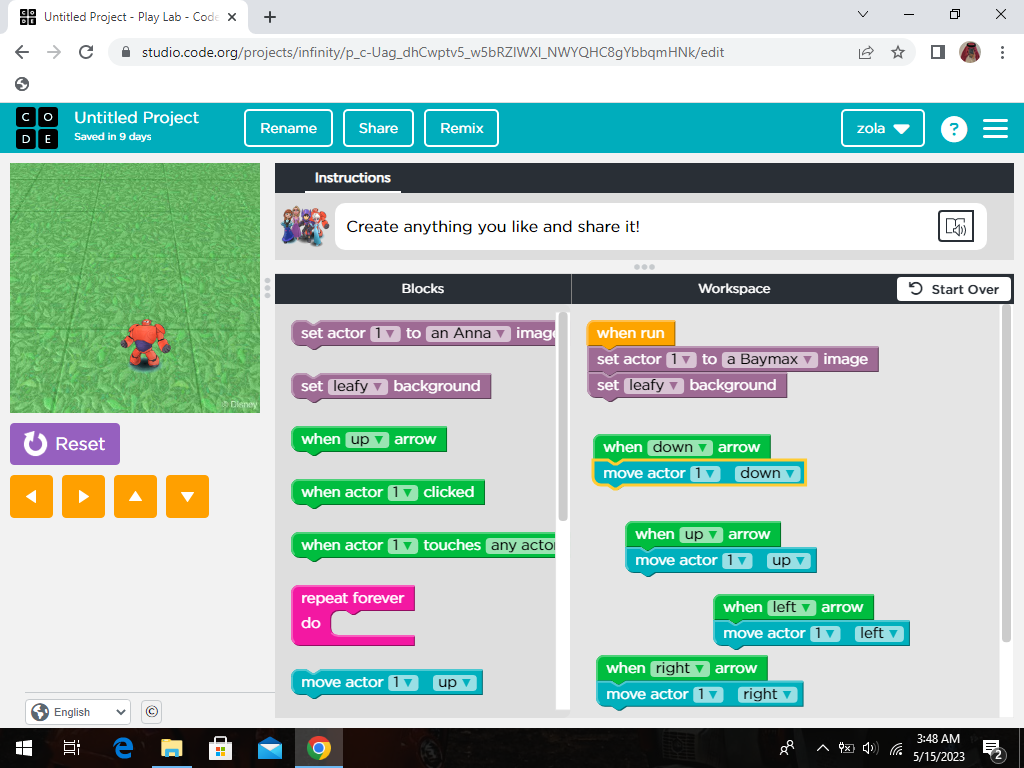 Untitled Project - Play Lab - Code
studio.code.org/projects/infinity/p_c-Uag_dhCwptv5_w5bRZIWXI_NWYQHC8gYbbqmHNk/edit
C O
D E
Untitled Project
Saved in 9 days
Rename
Share
Remix
zola
?
Instructions
Create anything you like and share it!
Blocks
Workspace
Start Over
© Disney
Reset
set actor 1 to an Anna image
set leafy background
when up arrow
when actor 1 clicked
when actor 1 touches any actor
repeat forever
do
move actor 1 up
when run
set actor 1 to a Baymax image
set leafy background
when down arrow
move actor 1 down
when up arrow
move actor 1 up
when left arrow
move actor 1 left
when right arrow
move actor 1 right
English
©
3:48 AM
5/15/2023
2